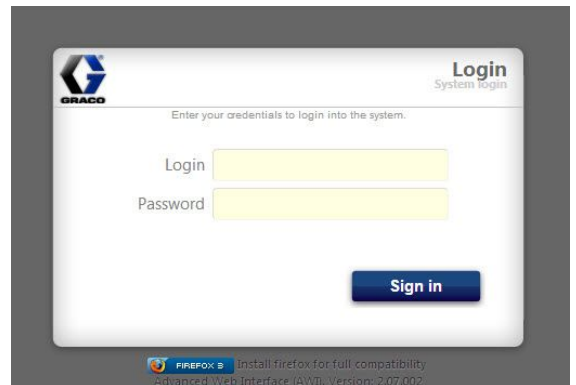 GRACO
Login
System login
Enter your credentials to login into the system.
Login
Password
Sign in
FIREFOX 3 Install firefox for full compatibility
Advanced Web Interface (AWI), Version: 2.07.002